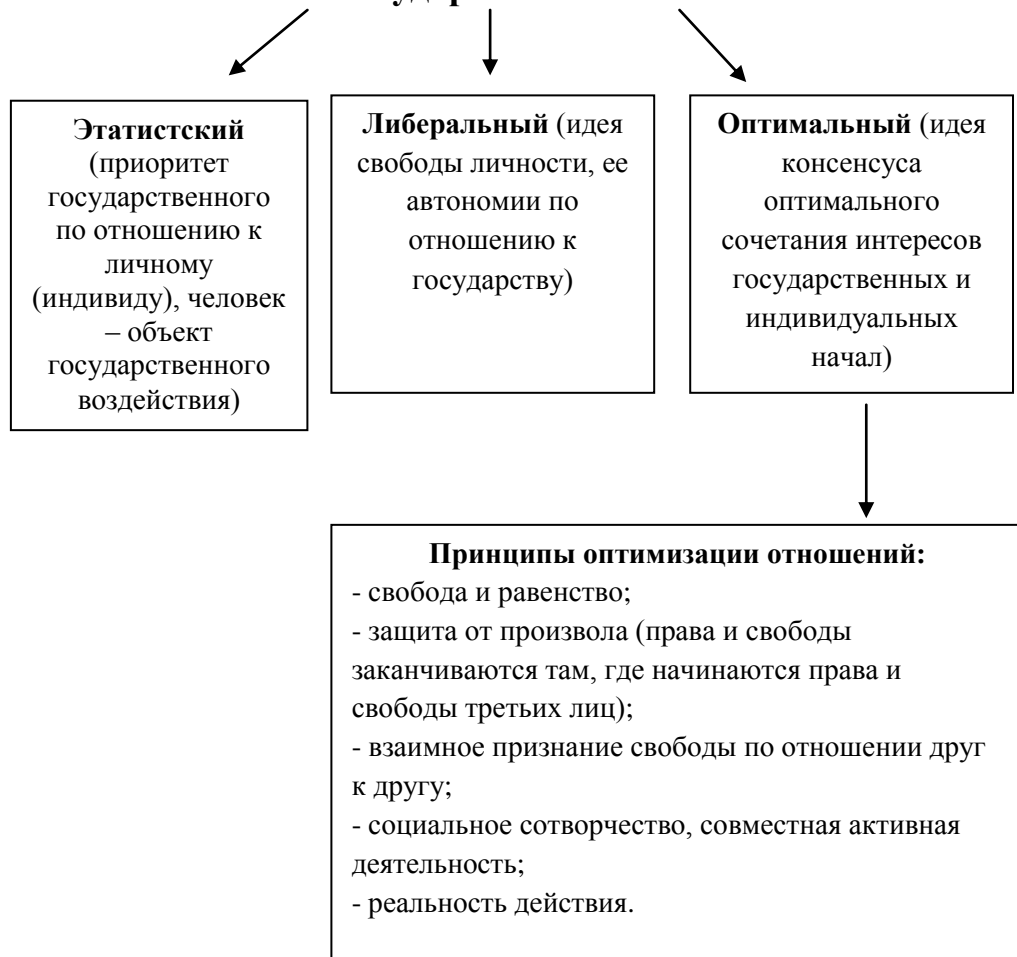 Этатистский
(приоритет
государственного
по отношению к
личному
(индивиду), человек
– объект
государственного
воздействия)
Либеральный (идея
свободы личности, ее
автономии по
отношению к
государству)
Оптимальный (идея
консенсуса
оптимального
сочетания интересов
государственных и
индивидуальных
начал)
Принципы оптимизации отношений:
- свобода и равенство;
- защита от произвола (права и свободы
заканчиваются там, где начинаются права и
свободы третьих лиц);
- взаимное признание свободы по отношении друг
к другу;
- социальное сотворчество, совместная активная
деятельность;
- реальность действия.